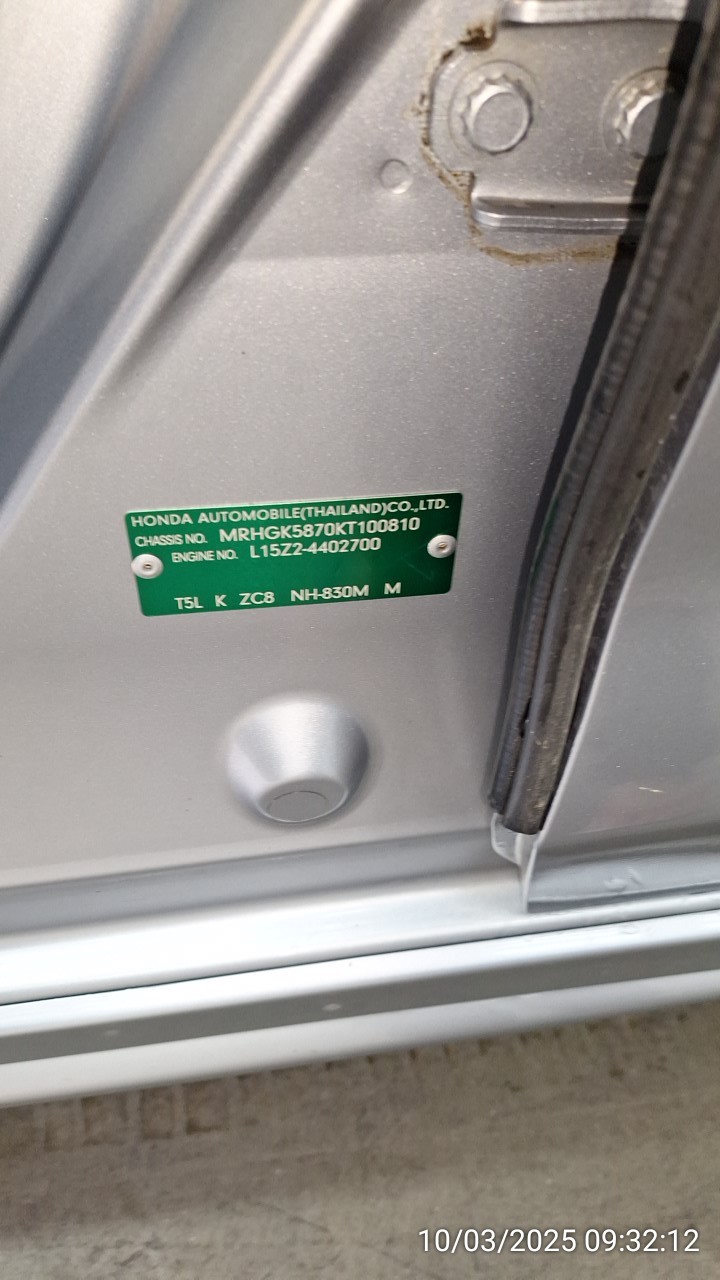 HONDA AUTOMOBILE(THAILAND)CO.,LTD.
CHASSIS NO. MRHGK5870KT100810
ENGINE NO. L15Z2-4402700
T5L K ZC8 NH-830M M
10/03/2025 09:32:12